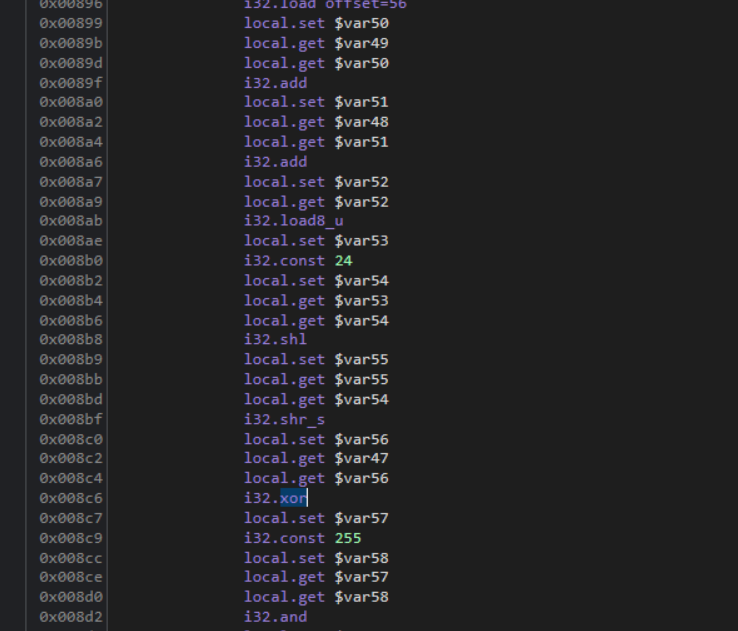 0x00896 i32.load offset=56
0x00899 local.set $var50
0x0089b local.get $var49
0x0089d local.get $var50
0x0089f i32.add
0x008a0 local.set $var51
0x008a2 local.get $var48
0x008a4 local.get $var51
0x008a6 i32.add
0x008a7 local.set $var52
0x008a9 local.get $var52
0x008ab i32.load8_u
0x008ae local.set $var53
0x008b0 i32.const 24
0x008b2 local.set $var54
0x008b4 local.get $var53
0x008b6 local.get $var54
0x008b8 i32.shl
0x008b9 local.set $var55
0x008bb local.get $var55
0x008bd local.get $var54
0x008bf i32.shr_s
0x008c0 local.set $var56
0x008c2 local.get $var47
0x008c4 local.get $var56
0x008c6 i32.xor
0x008c7 local.set $var57
0x008c9 i32.const 255
0x008cc local.set $var58
0x008ce local.get $var57
0x008d0 local.get $var58
0x008d2 i32.and